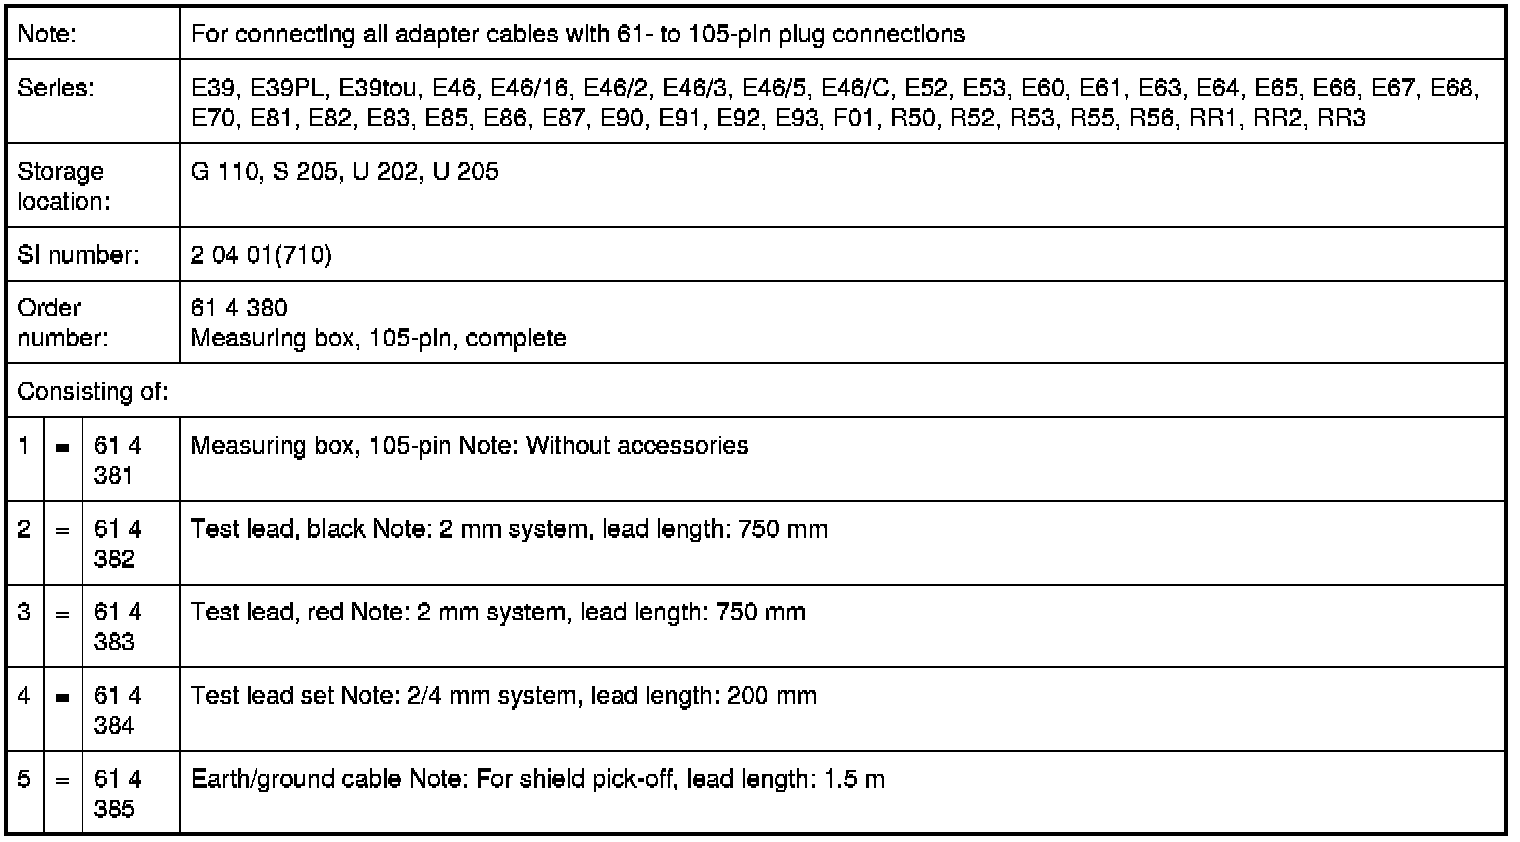 Note: For connecting all adapter cables with 61- to 105-pin plug connections
Series: E39, E39PL, E39tou, E46, E46/16, E46/2, E46/3, E46/5, E46/C, E52, E53, E60, E61, E63, E64, E65, E66, E67, E68,
E70, E81, E82, E83, E85, E86, E87, E90, E91, E92, E93, F01, R50, R52, R53, R55, R56, RR1, RR2, RR3
Storage
location:
G 110, S 205, U 202, U 205
SI number: 2 04 01(710)
Order
number:
61 4 380
Measuring box, 105-pin, complete
Consisting of:
1 = 61 4
381
Measuring box, 105-pin Note: Without accessories
2 = 61 4
382
Test lead, black Note: 2 mm system, lead length: 750 mm
3 = 61 4
383
Test lead, red Note: 2 mm system, lead length: 750 mm
4 = 61 4
384
Test lead set Note: 2/4 mm system, lead length: 200 mm
5 = 61 4
385
Earth/ground cable Note: For shield pick-off, lead length: 1.5 m